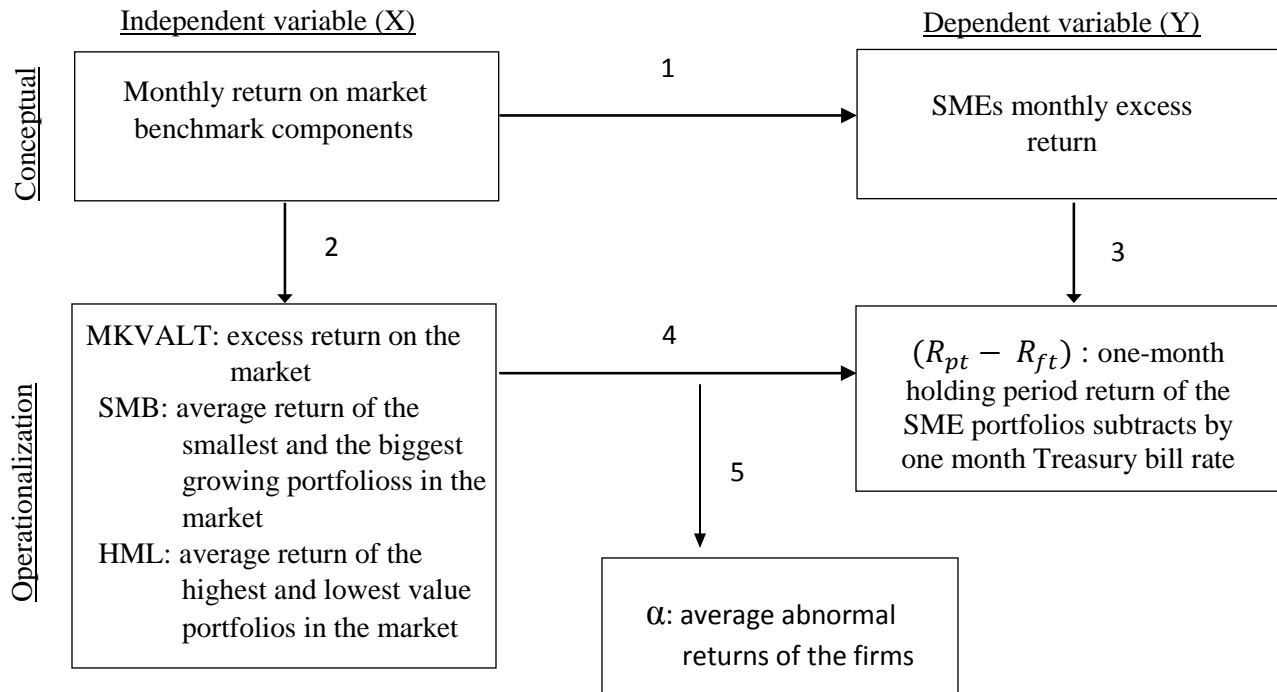 Independent variable (X)
Dependent variable (Y)
Conceptual
Monthly return on market
benchmark components
1
SMEs monthly excess
return
2
3
Operationalization
MKVALT: excess return on the
market
SMB: average return of the
smallest and the biggest
growing portfolioss in the
market
HML: average return of the
highest and lowest value
portfolios in the market
4
(R_{pt} − R_{ft}) : one-month
holding period return of the
SME portfolios subtracts by
one month Treasury bill rate
5
α: average abnormal
returns of the firms